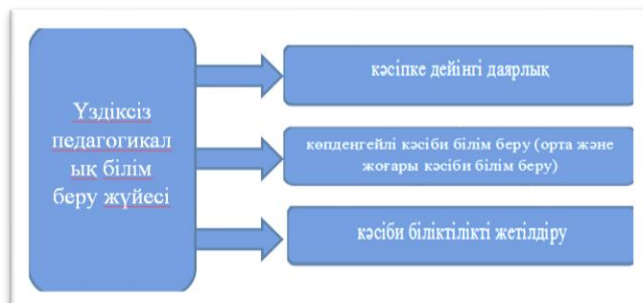 Үздіксіз
педагогикал
ық білім
беру жүйесі
кәсіпке дейінгі даярлық
көпденгейлі кәсіби білім беру (орта және
жоғары кәсіби білім беру)
кәсіби біліктілікті жетілдіру